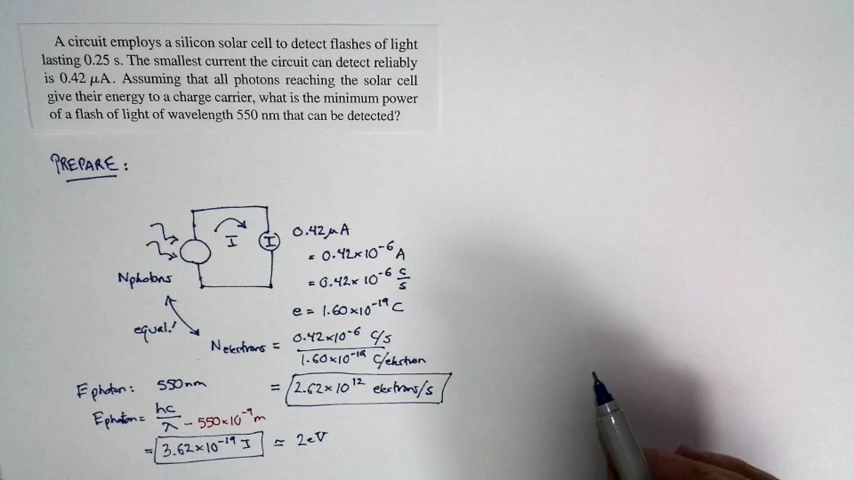 A circuit employs a silicon solar cell to detect flashes of light
lasting 0.25 s. The smallest current the circuit can detect reliably
is 0.42 μA. Assuming that all photons reaching the solar cell
give their energy to a charge carrier, what is the minimum power
of a flash of light of wavelength 550 nm that can be detected?
PREPARE:
I
I
0.42μA
= 0.42×10⁻⁶ A
= 0.42×10⁻⁶ C/s
e = 1.60×10⁻¹⁹ C
Nphotons
equal!
Nelectrons = 0.42×10⁻⁶ C/s / 1.60×10⁻¹⁹ C/electron
= 2.62×10¹² electrons/s
Ephoton: 550nm
Ephoton = hc/λ – 550×10⁻⁹ m
= 3.62×10⁻¹⁹ J ≃ 2eV